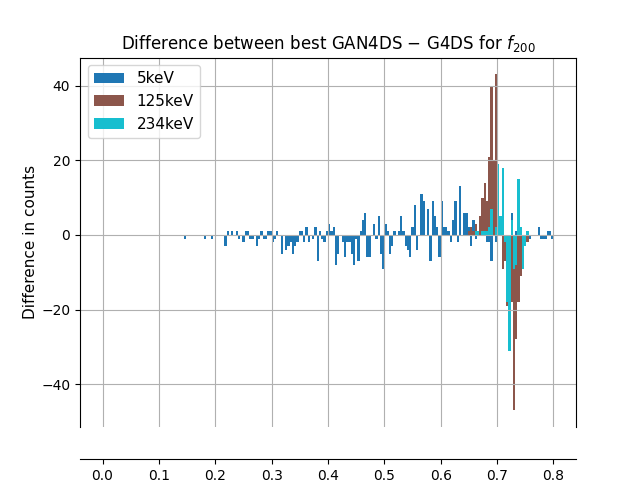 Difference between best GAN4DS − G4DS for f₂₀₀
5keV
125keV
234keV
Difference in counts
40
20
0
−20
−40
0.0 0.1 0.2 0.3 0.4 0.5 0.6 0.7 0.8